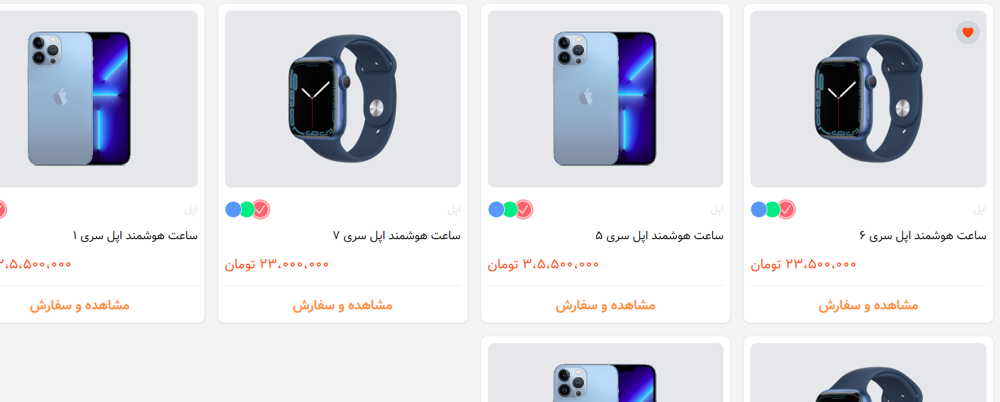 اپل
ساعت هوشمند اپل سری ۶
۲۳،۵۰۰،۰۰۰ تومان
مشاهده و سفارش
اپل
ساعت هوشمند اپل سری ۵
۳،۵،۵۰۰،۰۰۰ تومان
مشاهده و سفارش
اپل
ساعت هوشمند اپل سری ۷
۲۳،۰۰۰،۰۰۰ تومان
مشاهده و سفارش
اپل
ساعت هوشمند اپل سری ۱
۲،۵،۵۰۰،۰۰۰
مشاهده و سفارش